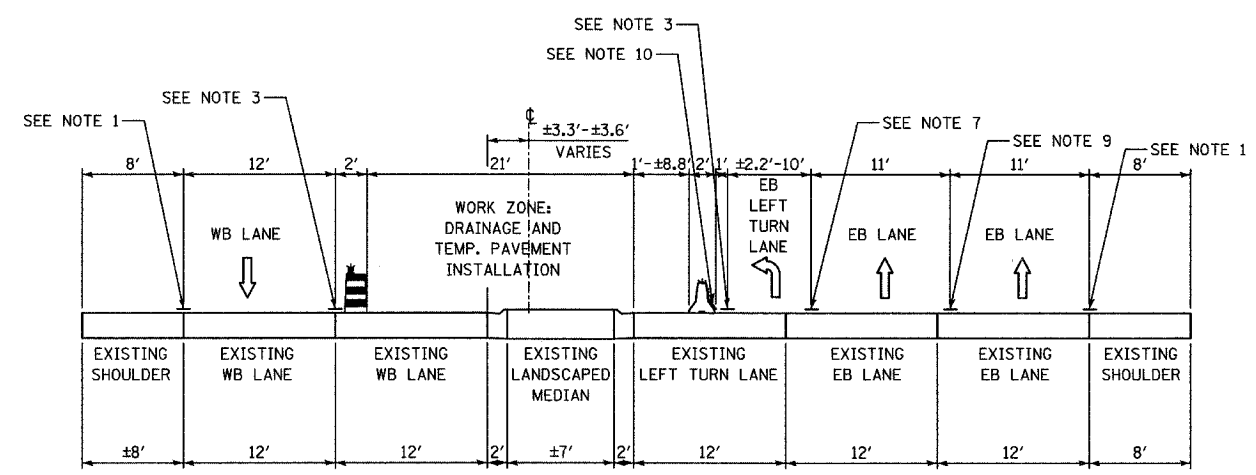 SEE NOTE 3
SEE NOTE 10
SEE NOTE 3
SEE NOTE 1
SEE NOTE 7
SEE NOTE 9
SEE NOTE 1
℄
±3.3'-±3.6'
VARIES
8' 12' 2' 21' 1'-±8.8' 2' 1' ±2.2'-10' 11' 11' 8'
WB LANE
WORK ZONE:
DRAINAGE AND
TEMP. PAVEMENT
INSTALLATION
EB
LEFT
TURN
LANE
EB LANE
EB LANE
EXISTING
SHOULDER
EXISTING
WB LANE
EXISTING
WB LANE
EXISTING
LANDSCAPED
MEDIAN
EXISTING
LEFT TURN LANE
EXISTING
EB LANE
EXISTING
EB LANE
EXISTING
SHOULDER
±8' 12' 12' 2' ±7' 2' 12' 12' 12' 8'